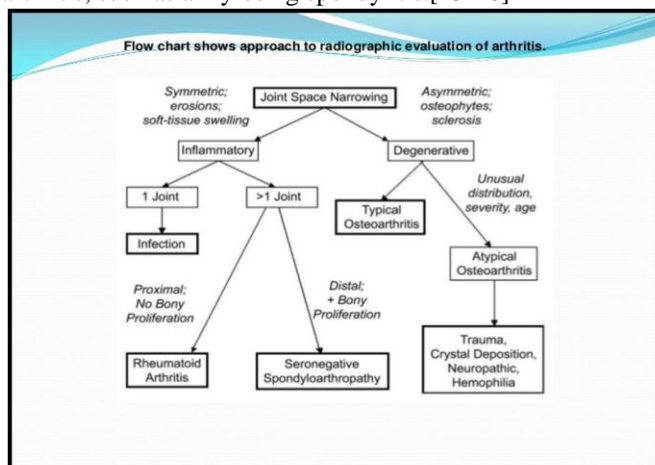 Flow chart shows approach to radiographic evaluation of arthritis.
Symmetric;
erosions;
soft-tissue swelling
Joint Space Narrowing
Asymmetric;
osteophytes;
sclerosis
Inflammatory
Degenerative
1 Joint
>1 Joint
Unusual
distribution,
severity, age
Infection
Typical
Osteoarthritis
Atypical
Osteoarthritis
Proximal;
No Bony
Proliferation
Distal;
+ Bony
Proliferation
Rheumatoid
Arthritis
Seronegative
Spondyloarthropathy
Trauma,
Crystal Deposition,
Neuropathic,
Hemophilia